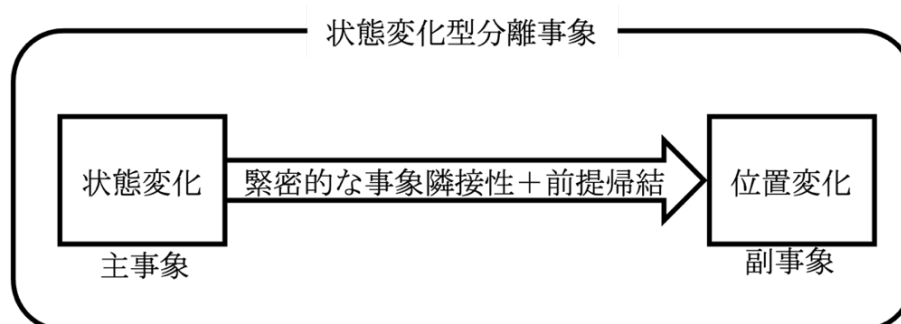 状態変化型分離事象
状態変化
緊密的な事象隣接性＋前提帰結
位置変化
主事象
副事象